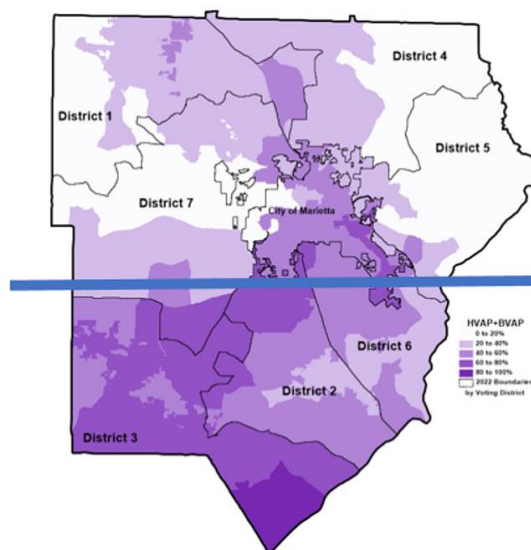 District 4
District 1
District 5
District 7
City of Marietta
HVAP+BVAP
0 to 20%
20 to 40%
40 to 60%
60 to 80%
80 to 100%
2022 Boundaries
by Voting District
District 6
District 2
District 3